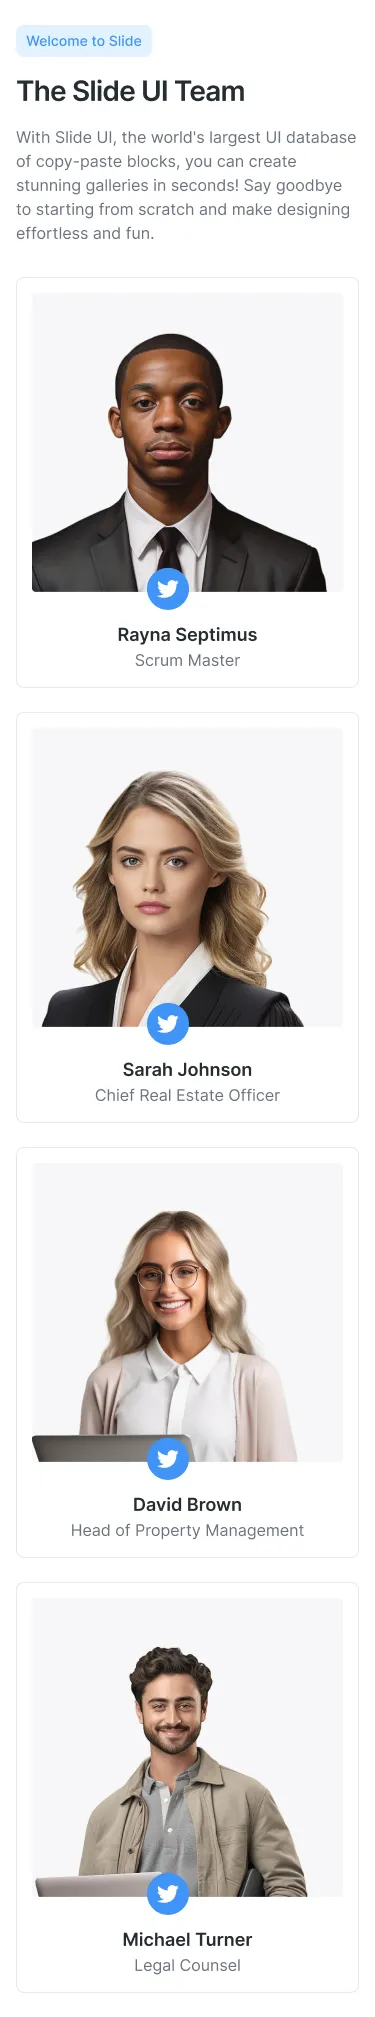 Welcome to Slide
The Slide UI Team
With Slide UI, the world's largest UI database
of copy-paste blocks, you can create
stunning galleries in seconds! Say goodbye
to starting from scratch and make designing
effortless and fun.
Rayna Septimus
Scrum Master
Sarah Johnson
Chief Real Estate Officer
David Brown
Head of Property Management
Michael Turner
Legal Counsel